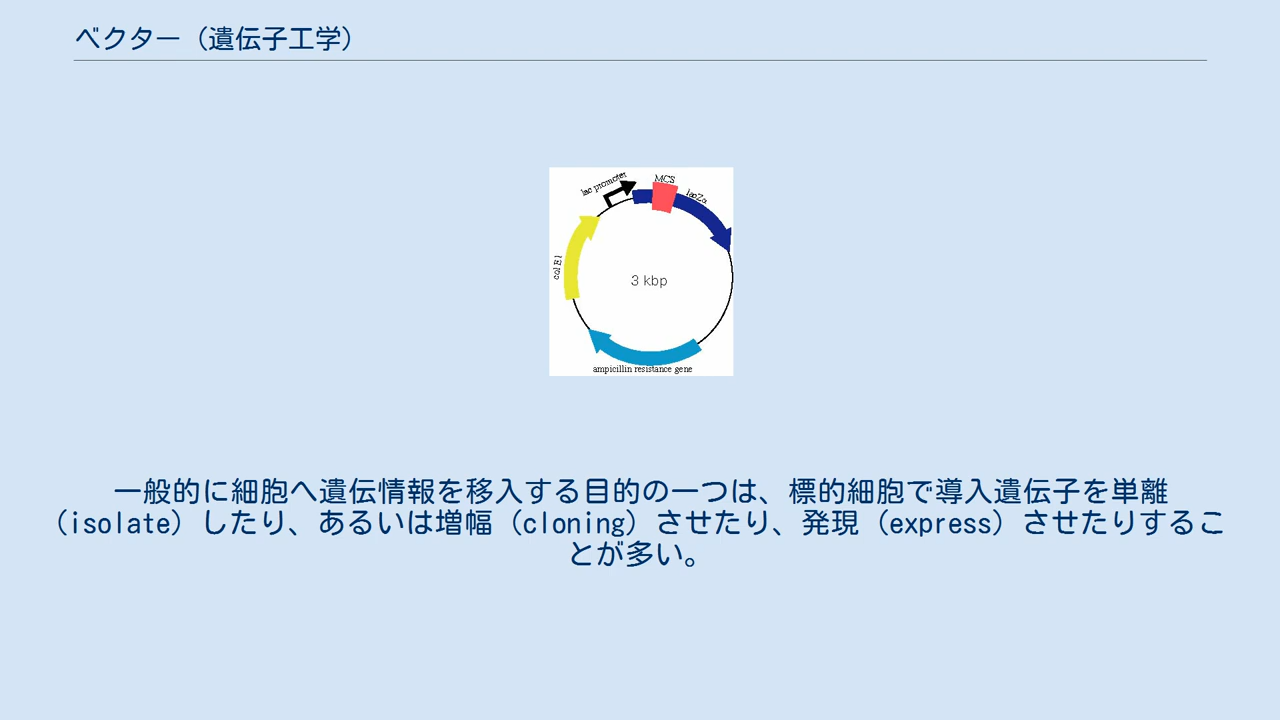 ベクター（遺伝子工学）
lac promoter
MCS
lacZa
col E1
3 kbp
ampicillin resistance gene
一般的に細胞へ遺伝情報を移入する目的の一つは、標的細胞で導入遺伝子を単離
（isolate）したり、あるいは増幅（cloning）させたり、発現（express）させたりするこ
とが多い。